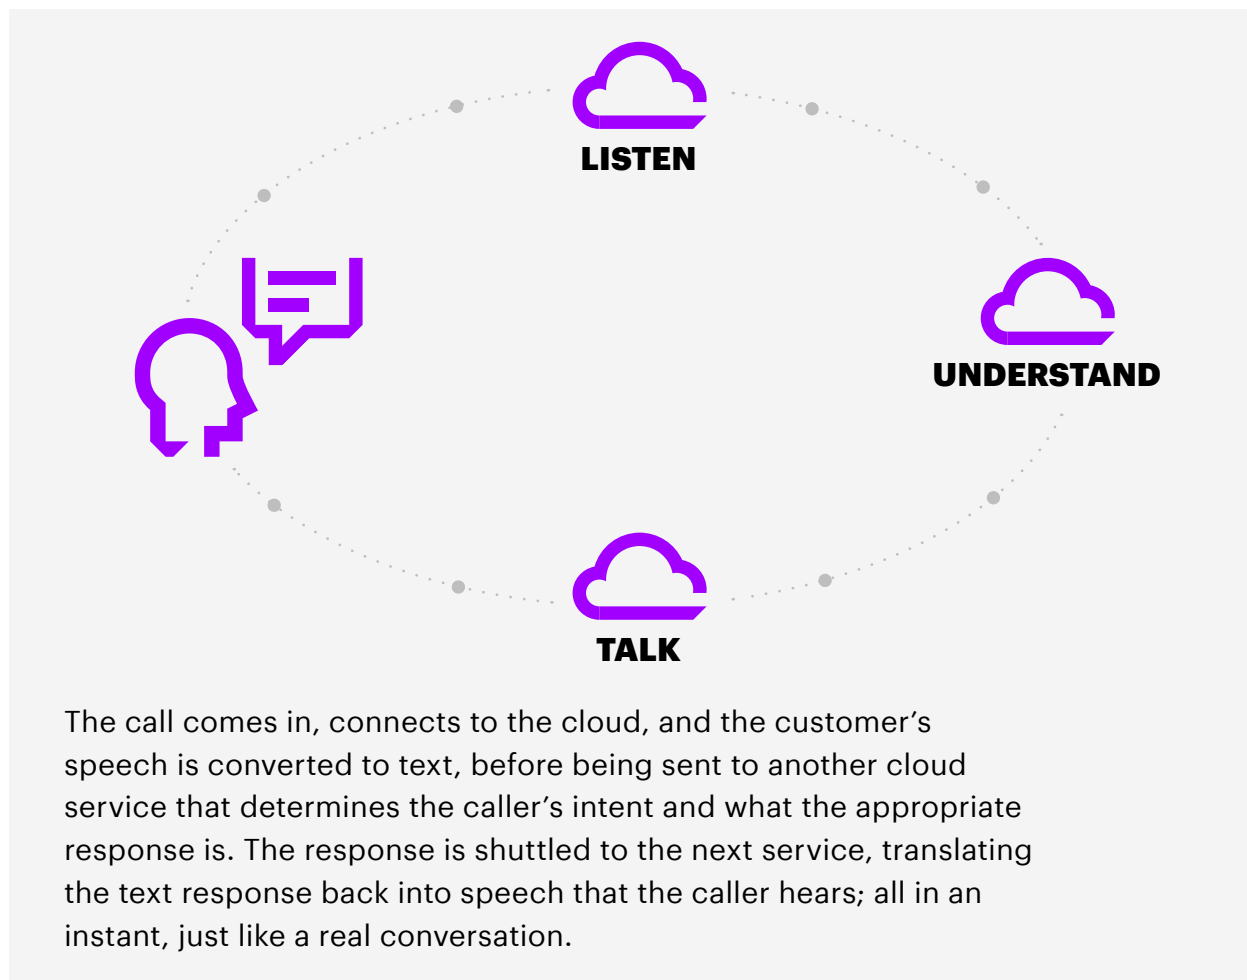 LISTEN
UNDERSTAND
TALK
The call comes in, connects to the cloud, and the customer’s
speech is converted to text, before being sent to another cloud
service that determines the caller’s intent and what the appropriate
response is. The response is shuttled to the next service, translating
the text response back into speech that the caller hears; all in an
instant, just like a real conversation.